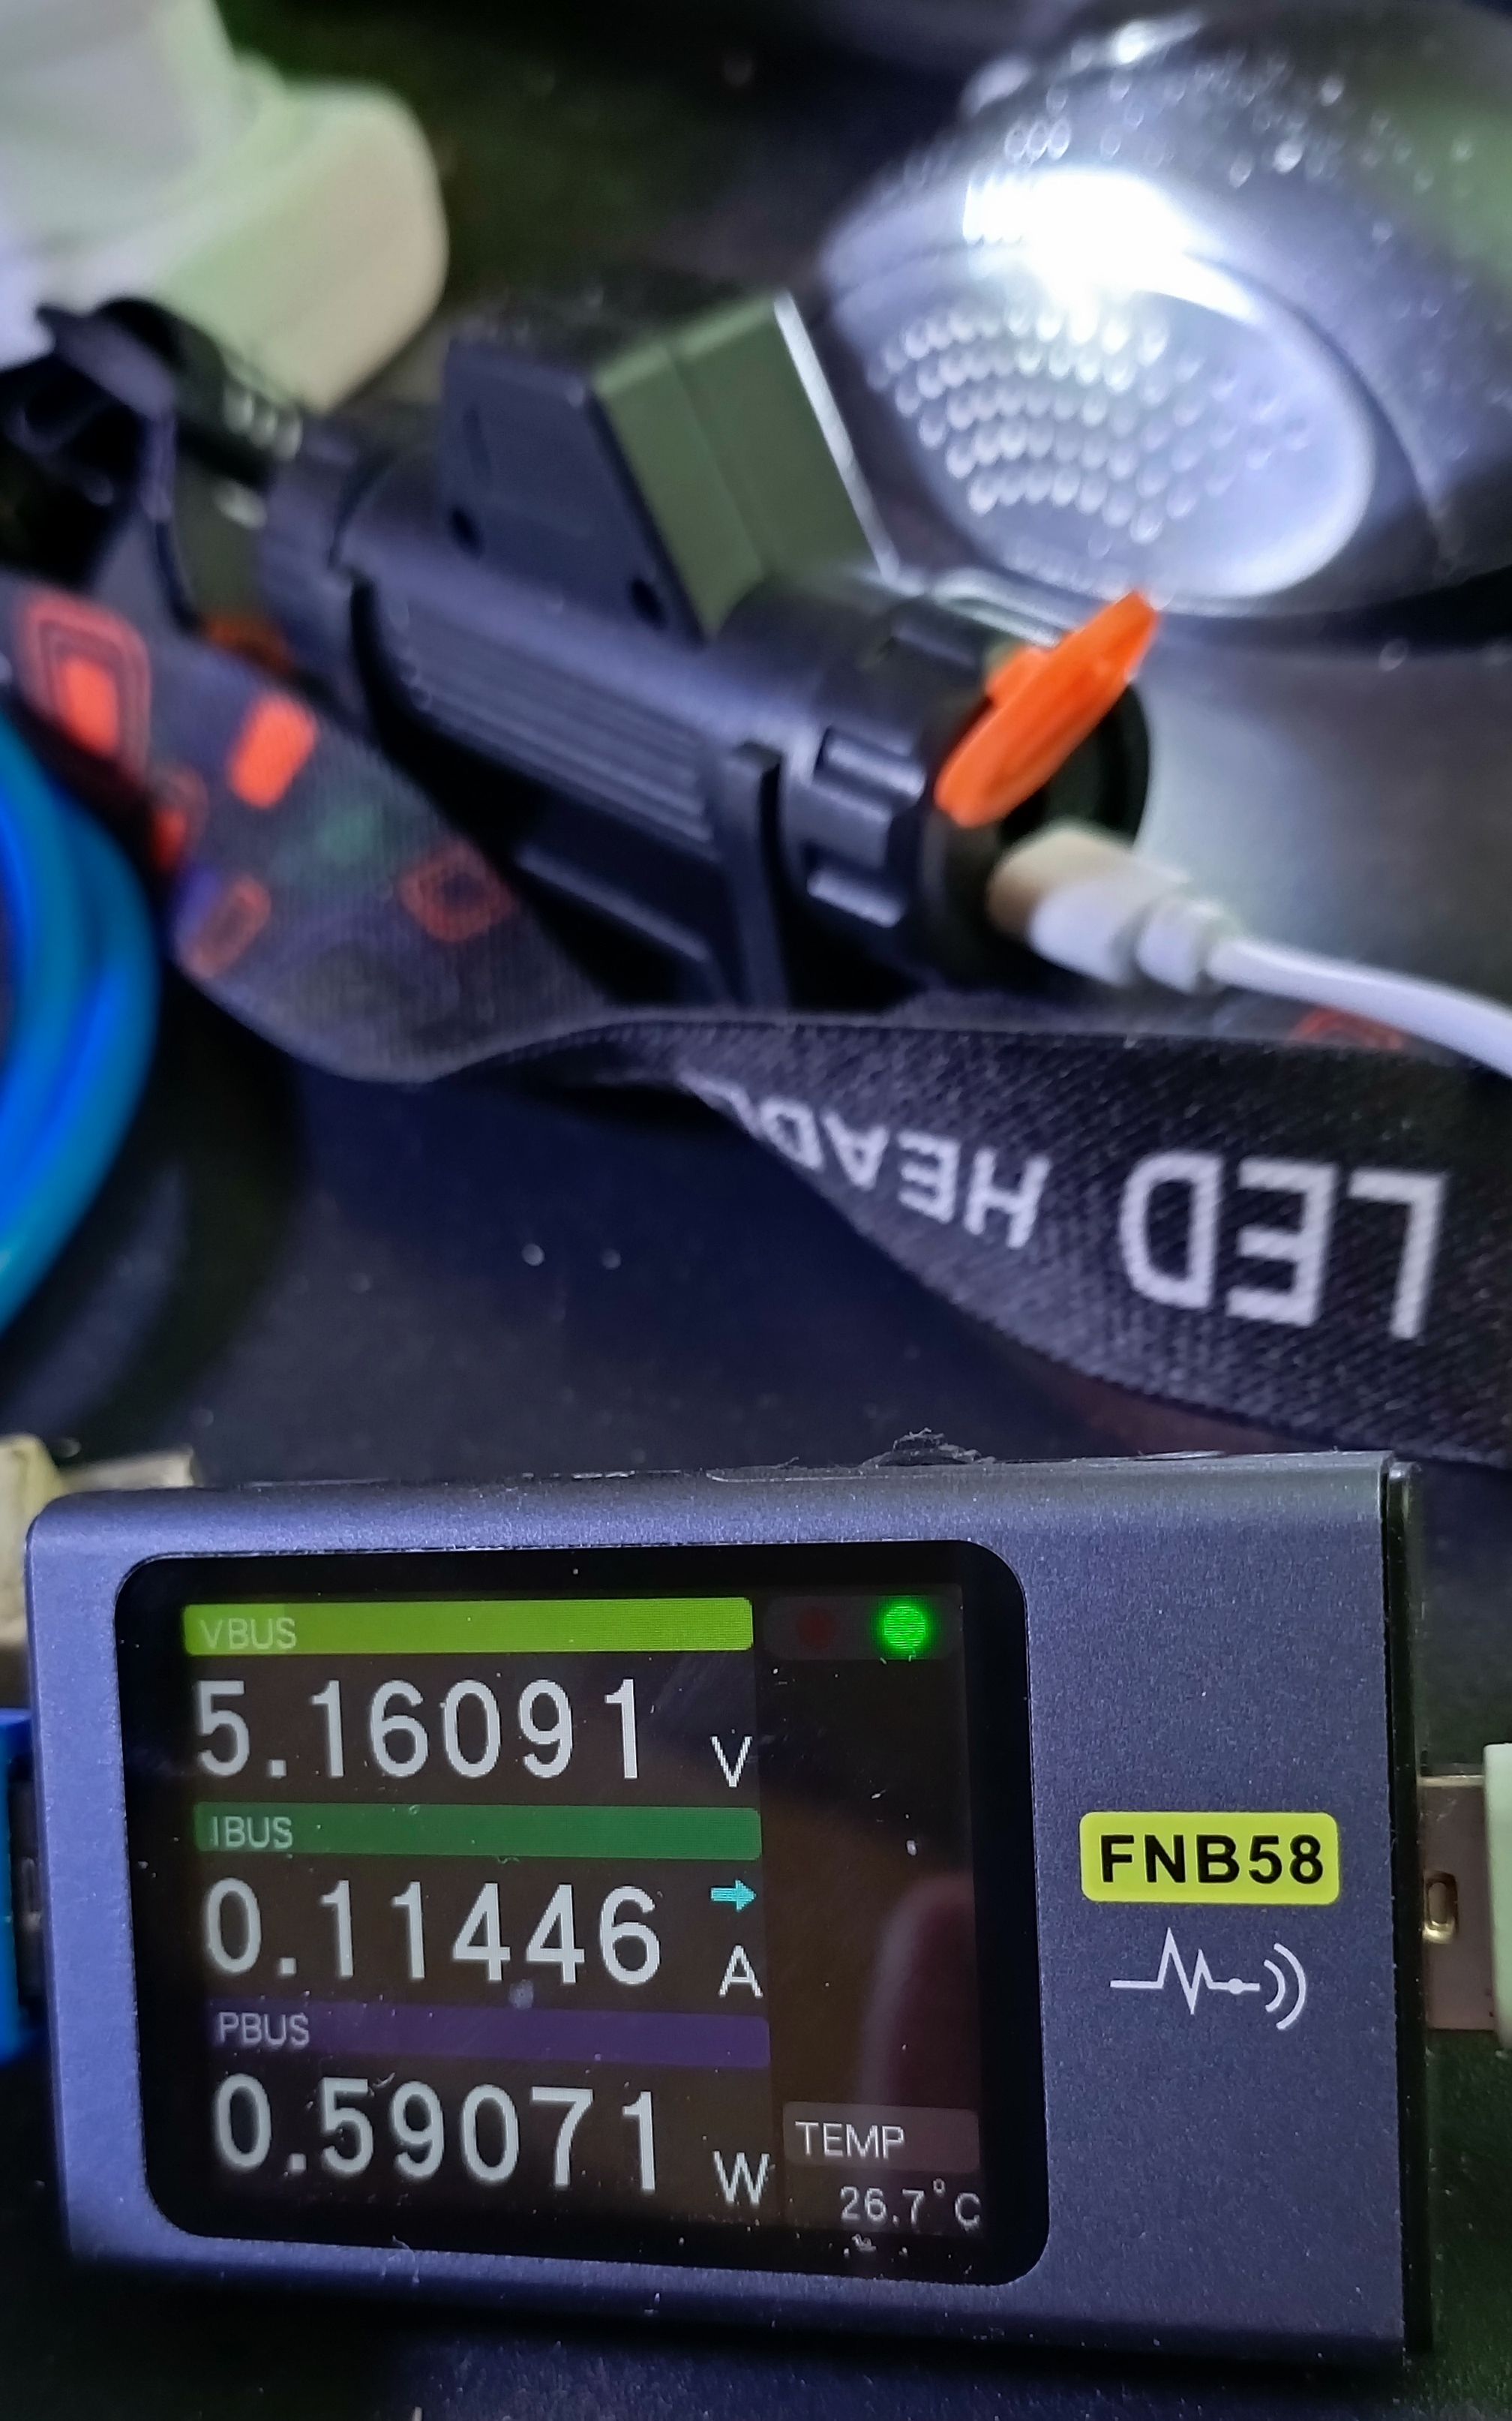 LED HEAD
VBUS
5.16091 V
IBUS
0.11446 A
PBUS
0.59071 W
TEMP
26.7°C
FNB58